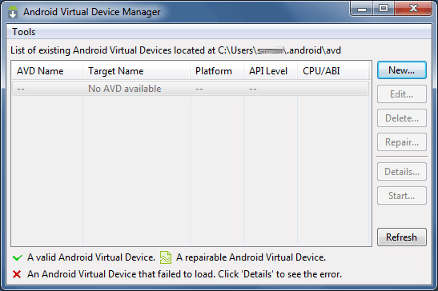 Android Virtual Device Manager
Tools
List of existing Android Virtual Devices located at C:\Users\ \.android\avd
AVD Name Target Name Platform API Level CPU/ABI
-- No AVD available -- --
New...
Edit...
Delete...
Repair...
Details...
Start...
Refresh
A valid Android Virtual Device. A repairable Android Virtual Device.
An Android Virtual Device that failed to load. Click 'Details' to see the error.